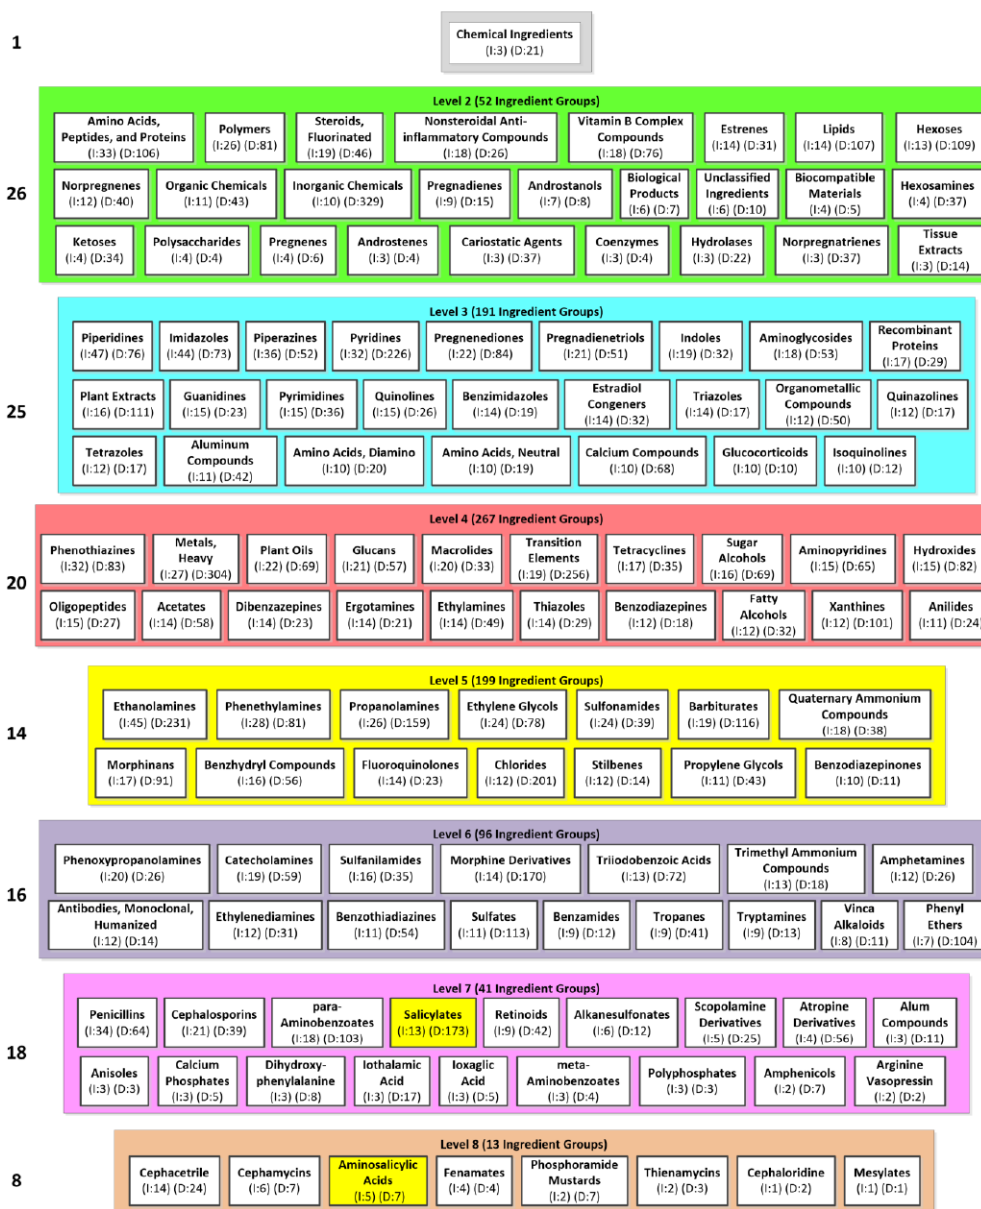 1
Chemical Ingredients
(I:3) (D:21)
Level 2 (52 Ingredient Groups)
26
Amino Acids,
Peptides, and Proteins
(I:33) (D:106)
Polymers
(I:26) (D:81)
Steroids,
Fluorinated
(I:19) (D:46)
Nonsteroidal Anti-
inflammatory Compounds
(I:18) (D:26)
Vitamin B Complex
Compounds
(I:18) (D:76)
Estrenes
(I:14) (D:31)
Lipids
(I:14) (D:107)
Hexoses
(I:13) (D:109)
Norpregnenes
(I:12) (D:40)
Organic Chemicals
(I:11) (D:43)
Inorganic Chemicals
(I:10) (D:329)
Pregnadienes
(I:9) (D:15)
Androstanols
(I:7) (D:8)
Biological
Products
(I:6) (D:7)
Unclassified
Ingredients
(I:6) (D:10)
Biocompatible
Materials
(I:4) (D:5)
Hexosamines
(I:4) (D:37)
Ketoses
(I:4) (D:34)
Polysaccharides
(I:4) (D:4)
Pregnenes
(I:4) (D:6)
Androstenes
(I:3) (D:4)
Cariostatic Agents
(I:3) (D:37)
Coenzymes
(I:3) (D:4)
Hydrolases
(I:3) (D:22)
Norpregnatrienes
(I:3) (D:37)
Tissue
Extracts
(I:3) (D:14)
Level 3 (191 Ingredient Groups)
25
Piperidines
(I:47) (D:76)
Imidazoles
(I:44) (D:73)
Piperazines
(I:36) (D:52)
Pyridines
(I:32) (D:226)
Pregnenediones
(I:22) (D:84)
Pregnadienetriols
(I:21) (D:51)
Indoles
(I:19) (D:32)
Aminoglycosides
(I:18) (D:53)
Recombinant
Proteins
(I:17) (D:29)
Plant Extracts
(I:16) (D:111)
Guanidines
(I:15) (D:23)
Pyrimidines
(I:15) (D:36)
Quinolines
(I:15) (D:26)
Benzimidazoles
(I:14) (D:19)
Estradiol
Congeners
(I:14) (D:32)
Triazoles
(I:14) (D:17)
Organometallic
Compounds
(I:12) (D:50)
Quinazolines
(I:12) (D:17)
Tetrazoles
(I:12) (D:17)
Aluminum
Compounds
(I:11) (D:42)
Amino Acids, Diamino
(I:10) (D:20)
Amino Acids, Neutral
(I:10) (D:19)
Calcium Compounds
(I:10) (D:68)
Glucocorticoids
(I:10) (D:10)
Isoquinolines
(I:10) (D:12)
Level 4 (267 Ingredient Groups)
20
Phenothiazines
(I:32) (D:83)
Metals,
Heavy
(I:27) (D:304)
Plant Oils
(I:22) (D:69)
Glucans
(I:21) (D:57)
Macrolides
(I:20) (D:33)
Transition
Elements
(I:19) (D:256)
Tetracyclines
(I:17) (D:35)
Sugar
Alcohols
(I:16) (D:69)
Aminopyridines
(I:15) (D:65)
Hydroxides
(I:15) (D:82)
Oligopeptides
(I:15) (D:27)
Acetates
(I:14) (D:58)
Dibenzazepines
(I:14) (D:23)
Ergotamines
(I:14) (D:21)
Ethylamines
(I:14) (D:49)
Thiazoles
(I:14) (D:29)
Benzodiazepines
(I:12) (D:18)
Fatty
Alcohols
(I:12) (D:32)
Xanthines
(I:12) (D:101)
Anilides
(I:11) (D:24)
Level 5 (199 Ingredient Groups)
14
Ethanolamines
(I:45) (D:231)
Phenethylamines
(I:28) (D:81)
Propanolamines
(I:26) (D:159)
Ethylene Glycols
(I:24) (D:78)
Sulfonamides
(I:24) (D:39)
Barbiturates
(I:19) (D:116)
Quaternary Ammonium
Compounds
(I:18) (D:38)
Morphinans
(I:17) (D:91)
Benzhydryl Compounds
(I:16) (D:56)
Fluoroquinolones
(I:14) (D:23)
Chlorides
(I:12) (D:201)
Stilbenes
(I:12) (D:14)
Propylene Glycols
(I:11) (D:43)
Benzodiazepinones
(I:10) (D:11)
Level 6 (96 Ingredient Groups)
16
Phenoxypropanolamines
(I:20) (D:26)
Catecholamines
(I:19) (D:59)
Sulfanilamides
(I:16) (D:35)
Morphine Derivatives
(I:14) (D:170)
Triiodobenzoic Acids
(I:13) (D:72)
Trimethyl Ammonium
Compounds
(I:13) (D:18)
Amphetamines
(I:12) (D:26)
Antibodies, Monoclonal,
Humanized
(I:12) (D:14)
Ethylenediamines
(I:12) (D:31)
Benzothiadiazines
(I:11) (D:54)
Sulfates
(I:11) (D:113)
Benzamides
(I:9) (D:12)
Tropanes
(I:9) (D:41)
Tryptamines
(I:9) (D:13)
Vinca
Alkaloids
(I:8) (D:11)
Phenyl
Ethers
(I:7) (D:104)
Level 7 (41 Ingredient Groups)
18
Penicillins
(I:34) (D:64)
Cephalosporins
(I:21) (D:39)
para-
Aminobenzoates
(I:18) (D:103)
Salicylates
(I:13) (D:173)
Retinoids
(I:9) (D:42)
Alkanesulfonates
(I:6) (D:12)
Scopolamine
Derivatives
(I:5) (D:25)
Atropine
Derivatives
(I:4) (D:56)
Alum
Compounds
(I:3) (D:11)
Anisoles
(I:3) (D:3)
Calcium
Phosphates
(I:3) (D:5)
Dihydroxy-
phenylalanine
(I:3) (D:8)
Iothalamic
Acid
(I:3) (D:17)
Ioxaglic
Acid
(I:3) (D:5)
meta-
Aminobenzoates
(I:3) (D:4)
Polyphosphates
(I:3) (D:3)
Amphenicols
(I:2) (D:7)
Arginine
Vasopressin
(I:2) (D:2)
Level 8 (13 Ingredient Groups)
8
Cephacetrile
(I:14) (D:24)
Cephamycins
(I:6) (D:7)
Aminosalicylic
Acids
(I:5) (D:7)
Fenamates
(I:4) (D:4)
Phosphoramide
Mustards
(I:2) (D:7)
Thienamycins
(I:2) (D:3)
Cephaloridine
(I:1) (D:2)
Mesylates
(I:1) (D:1)